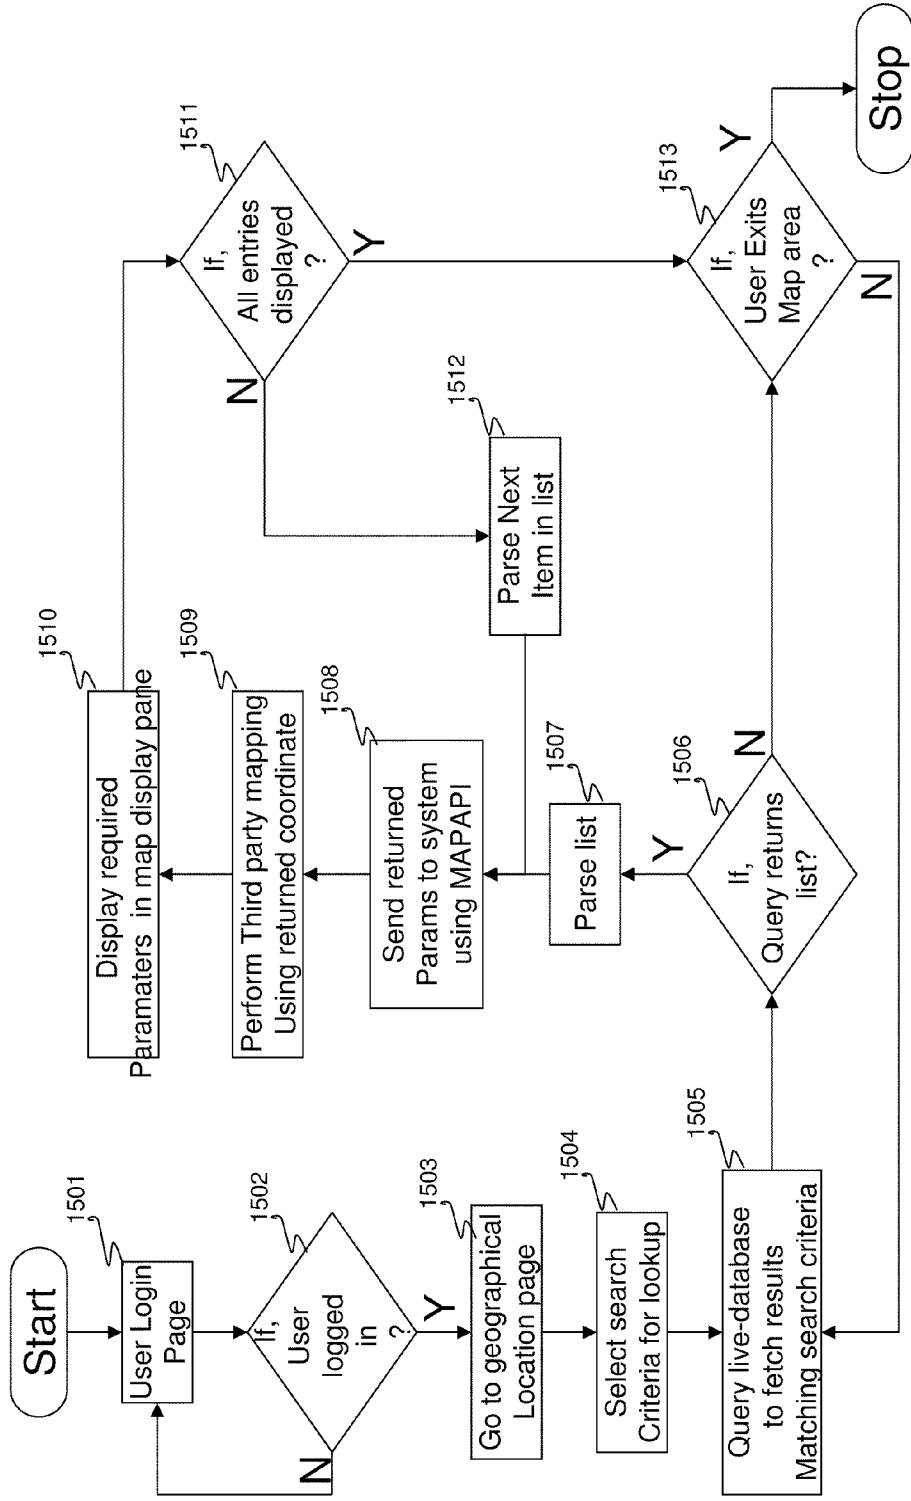 Start
1501
User Login
Page
1502
If,
User
logged
in
?
N
Y
1503
Go to geographical
Location page
1504
Select search
Criteria for lookup
1505
Query live-database
to fetch results
Matching search criteria
1506
If,
Query returns
list?
Y
N
1507
Parse list
1508
Send returned
Params to system
using MAPAPI
1509
Perform Third party mapping
Using returned coordinate
1510
Display required
Paramaters in map display pane
1511
If,
All entries
displayed
?
N
Y
1512
Parse Next
Item in list
1513
If,
User Exits
Map area
?
Y
N
Stop